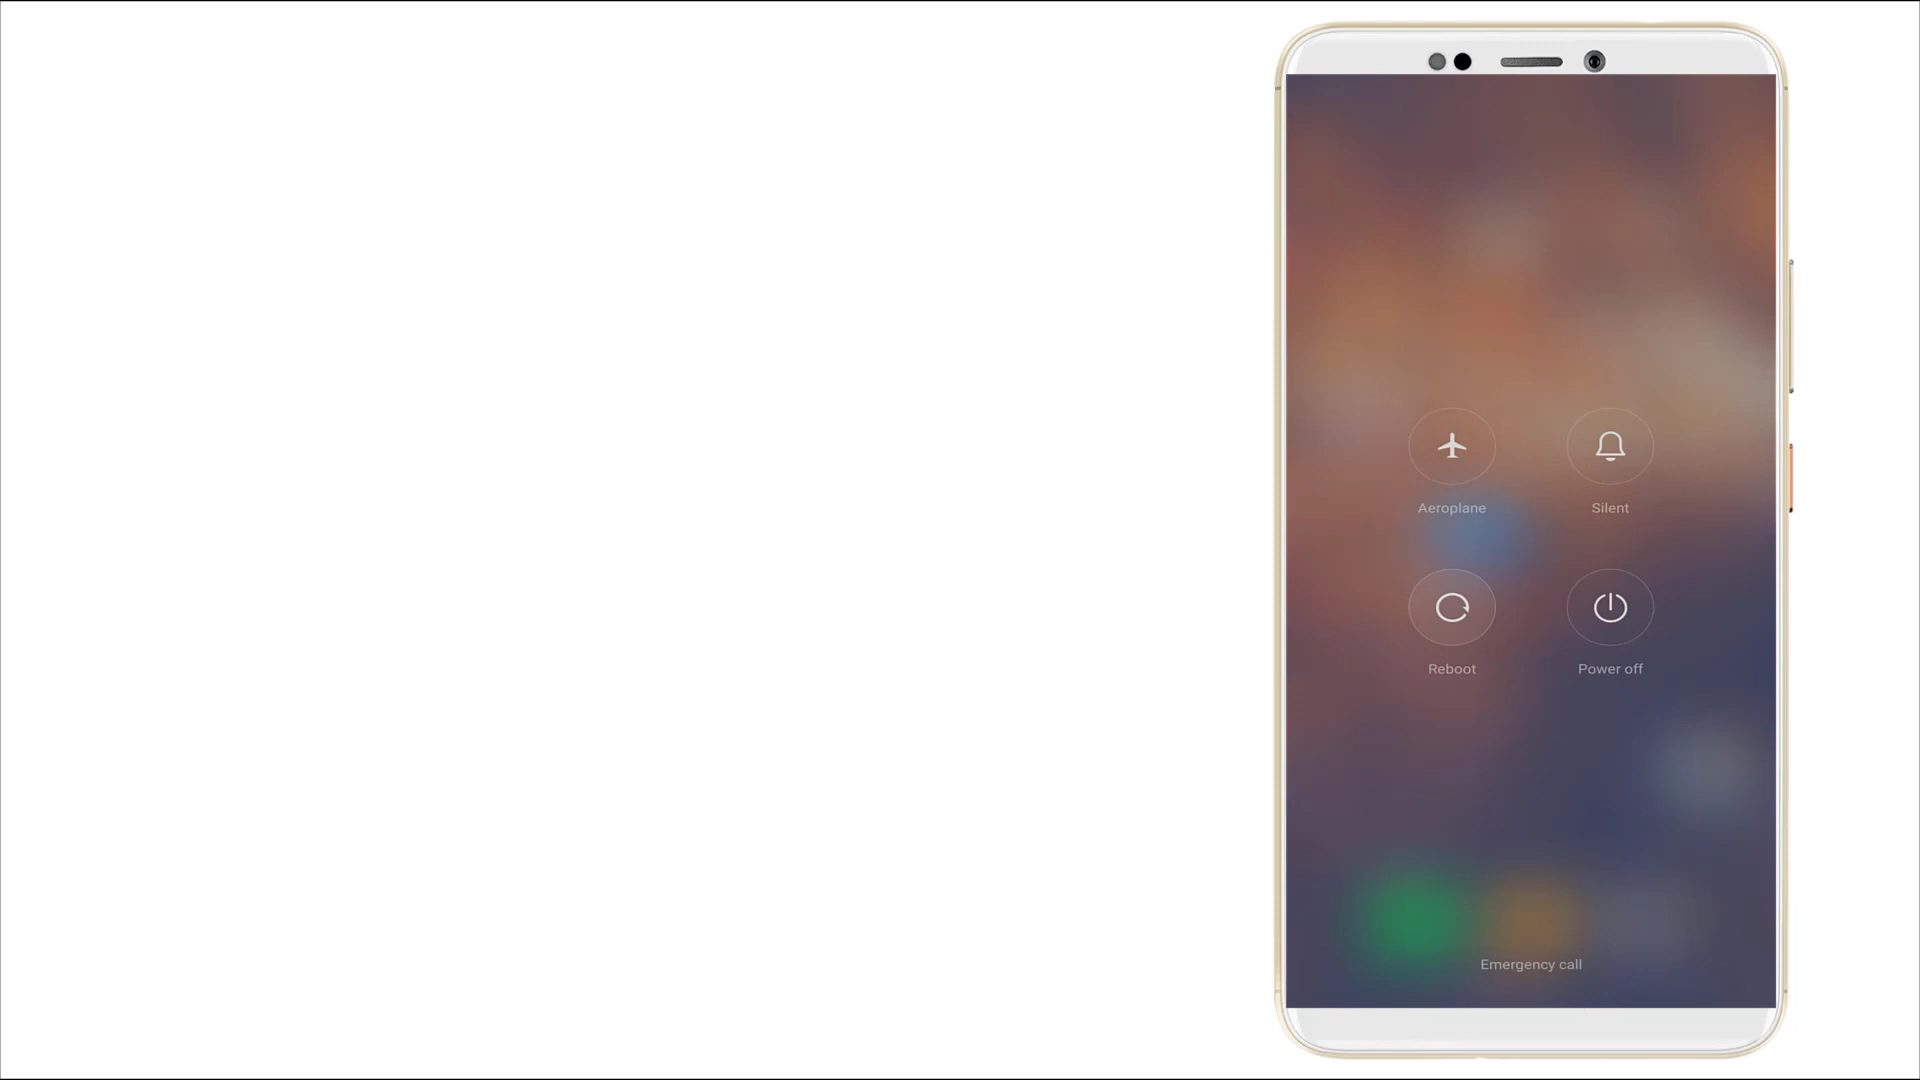 Aeroplane
Silent
Reboot
Power off
Emergency call